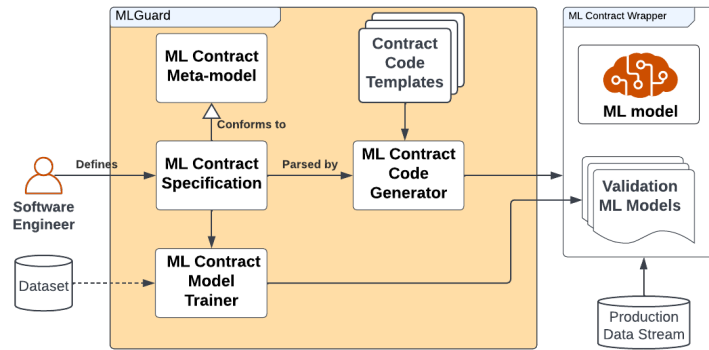 MLGuard
ML Contract Wrapper
ML Contract
Meta-model
Contract
Code
Templates
ML model
Conforms to
Defines
ML Contract
Specification
Parsed by
ML Contract
Code
Generator
Validation
ML Models
Software
Engineer
Dataset
ML Contract
Model
Trainer
Production
Data Stream